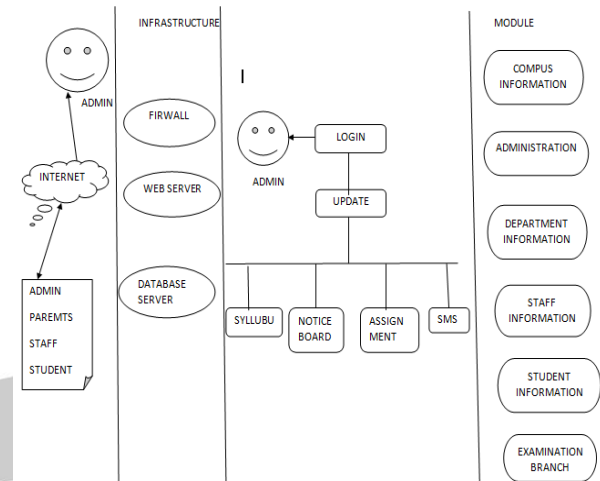 ADMIN
INTERNET
ADMIN
PAREMTS
STAFF
STUDENT
INFRASTRUCTURE
FIRWALL
WEB SERVER
DATABASE
SERVER
I
ADMIN
LOGIN
UPDATE
SYLLUBU
NOTICE
BOARD
ASSIGN
MENT
SMS
MODULE
COMPUS
INFORMATION
ADMINISTRATION
DEPARTMENT
INFORMATION
STAFF
INFORMATION
STUDENT
INFORMATION
EXAMINATION
BRANCH